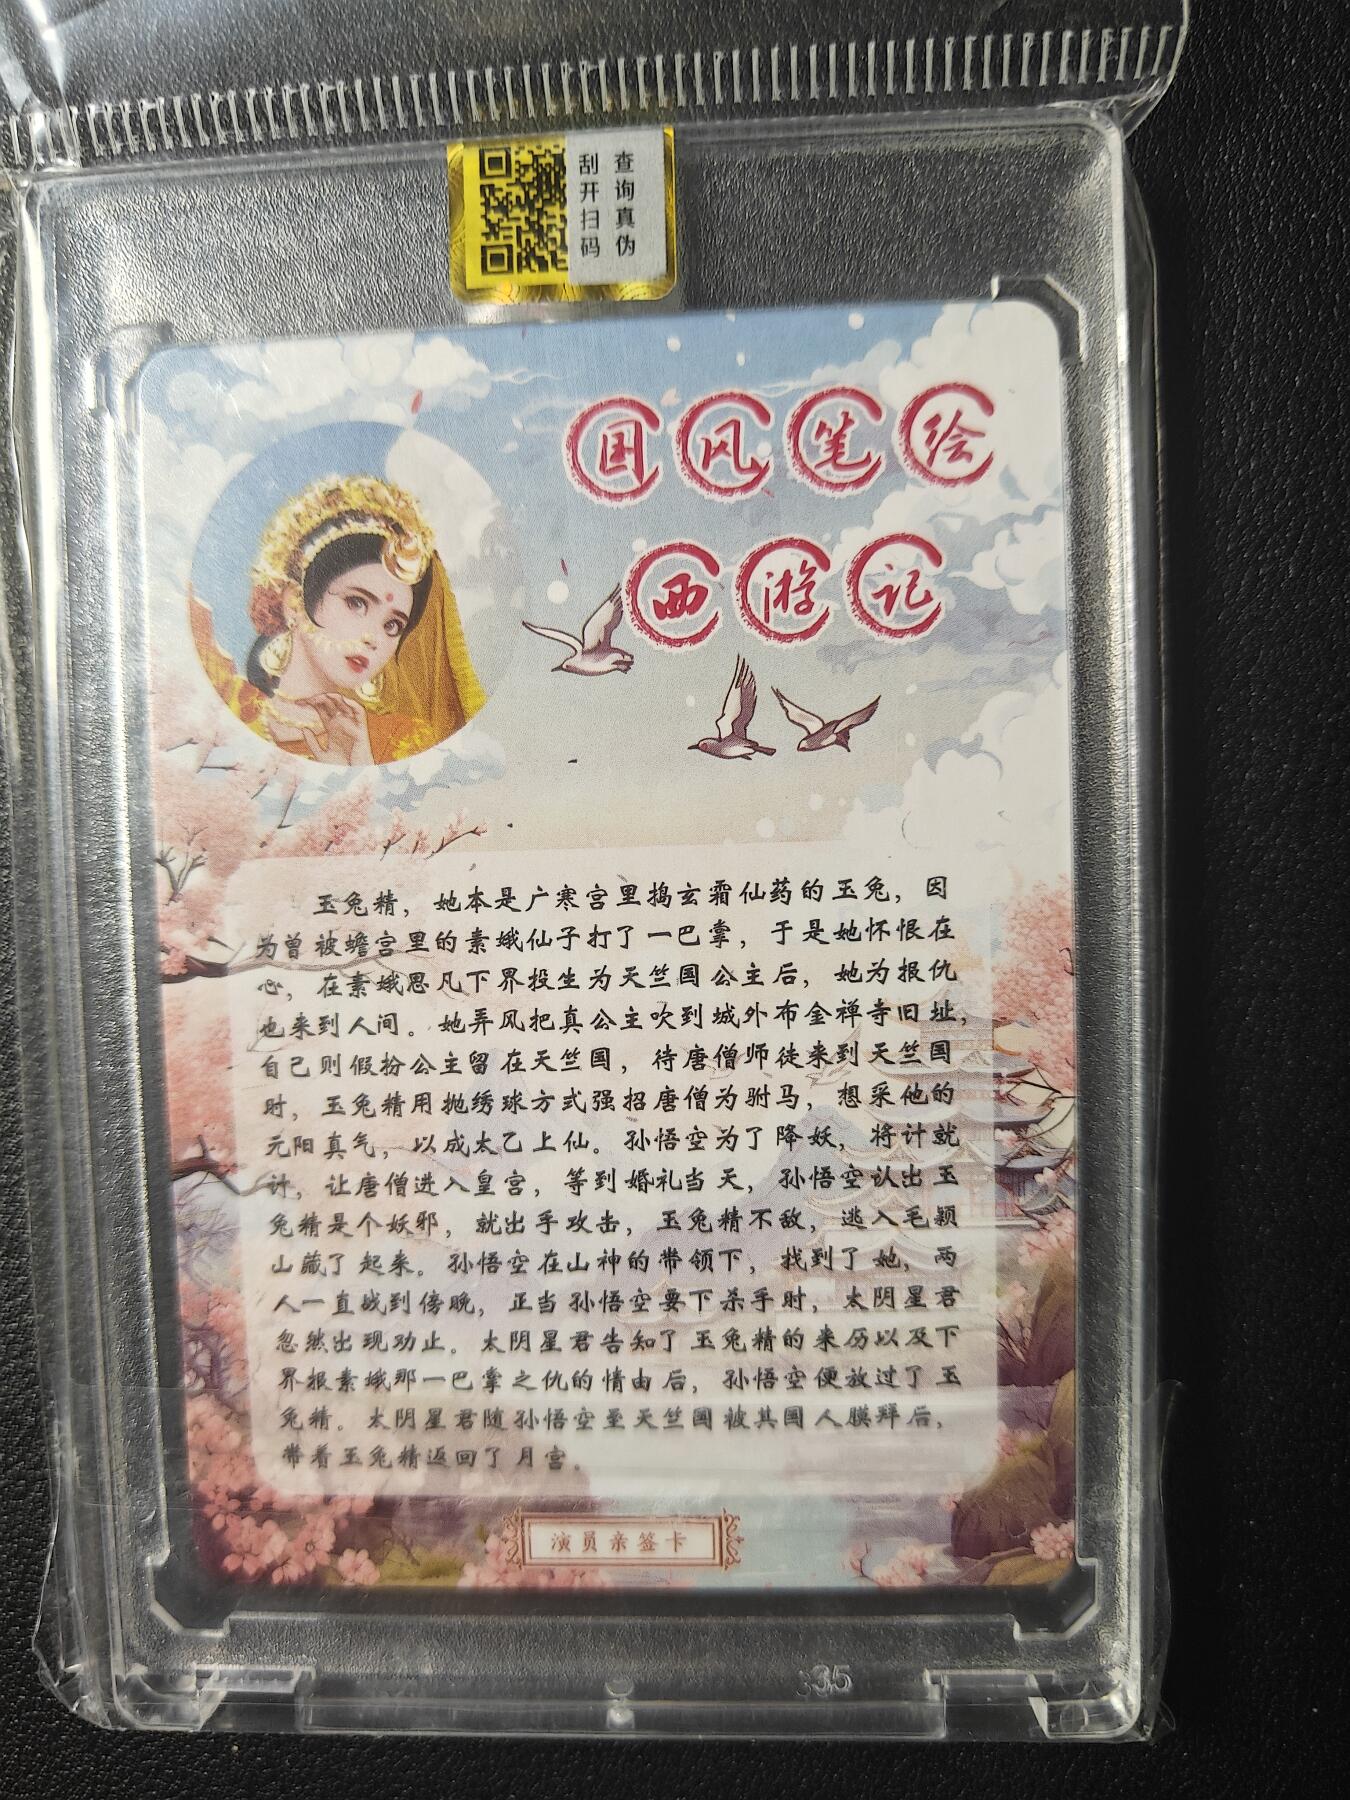 查询真伪
刮开扫码
国风笔绘
西游记
玉兔精，她本是广寒宫里捣玄霜仙药的玉兔，因
为曾被蟾宫里的素娥仙子打了一巴掌，于是她怀恨在
心，在素娥思凡下界投生为天竺国公主后，她为报仇
也来到人间。她弄风把真公主吹到城外布金禅寺旧址，
自己则假扮公主留在天竺国，待唐僧师徒来到天竺国
时，玉兔精用抛绣球方式强招唐僧为驸马，想采他的
元阳真气，以成太乙上仙。孙悟空为了降妖，将计就
计，让唐僧进入皇宫，等到婚礼当天，孙悟空认出玉
兔精是个妖邪，就出手攻击，玉兔精不敌，逃入毛颖
山藏了起来。孙悟空在山神的带领下，找到了她，两
人一直战到傍晚，正当孙悟空要下杀手时，太阴星君
忽然出现劝止。太阴星君告知了玉兔精的来历以及下
界报素娥那一巴掌之仇的情由后，孙悟空便放过了玉
兔精。太阴星君随孙悟空至天竺国被其国人膜拜后，
带着玉兔精返回了月宫。
演员亲签卡